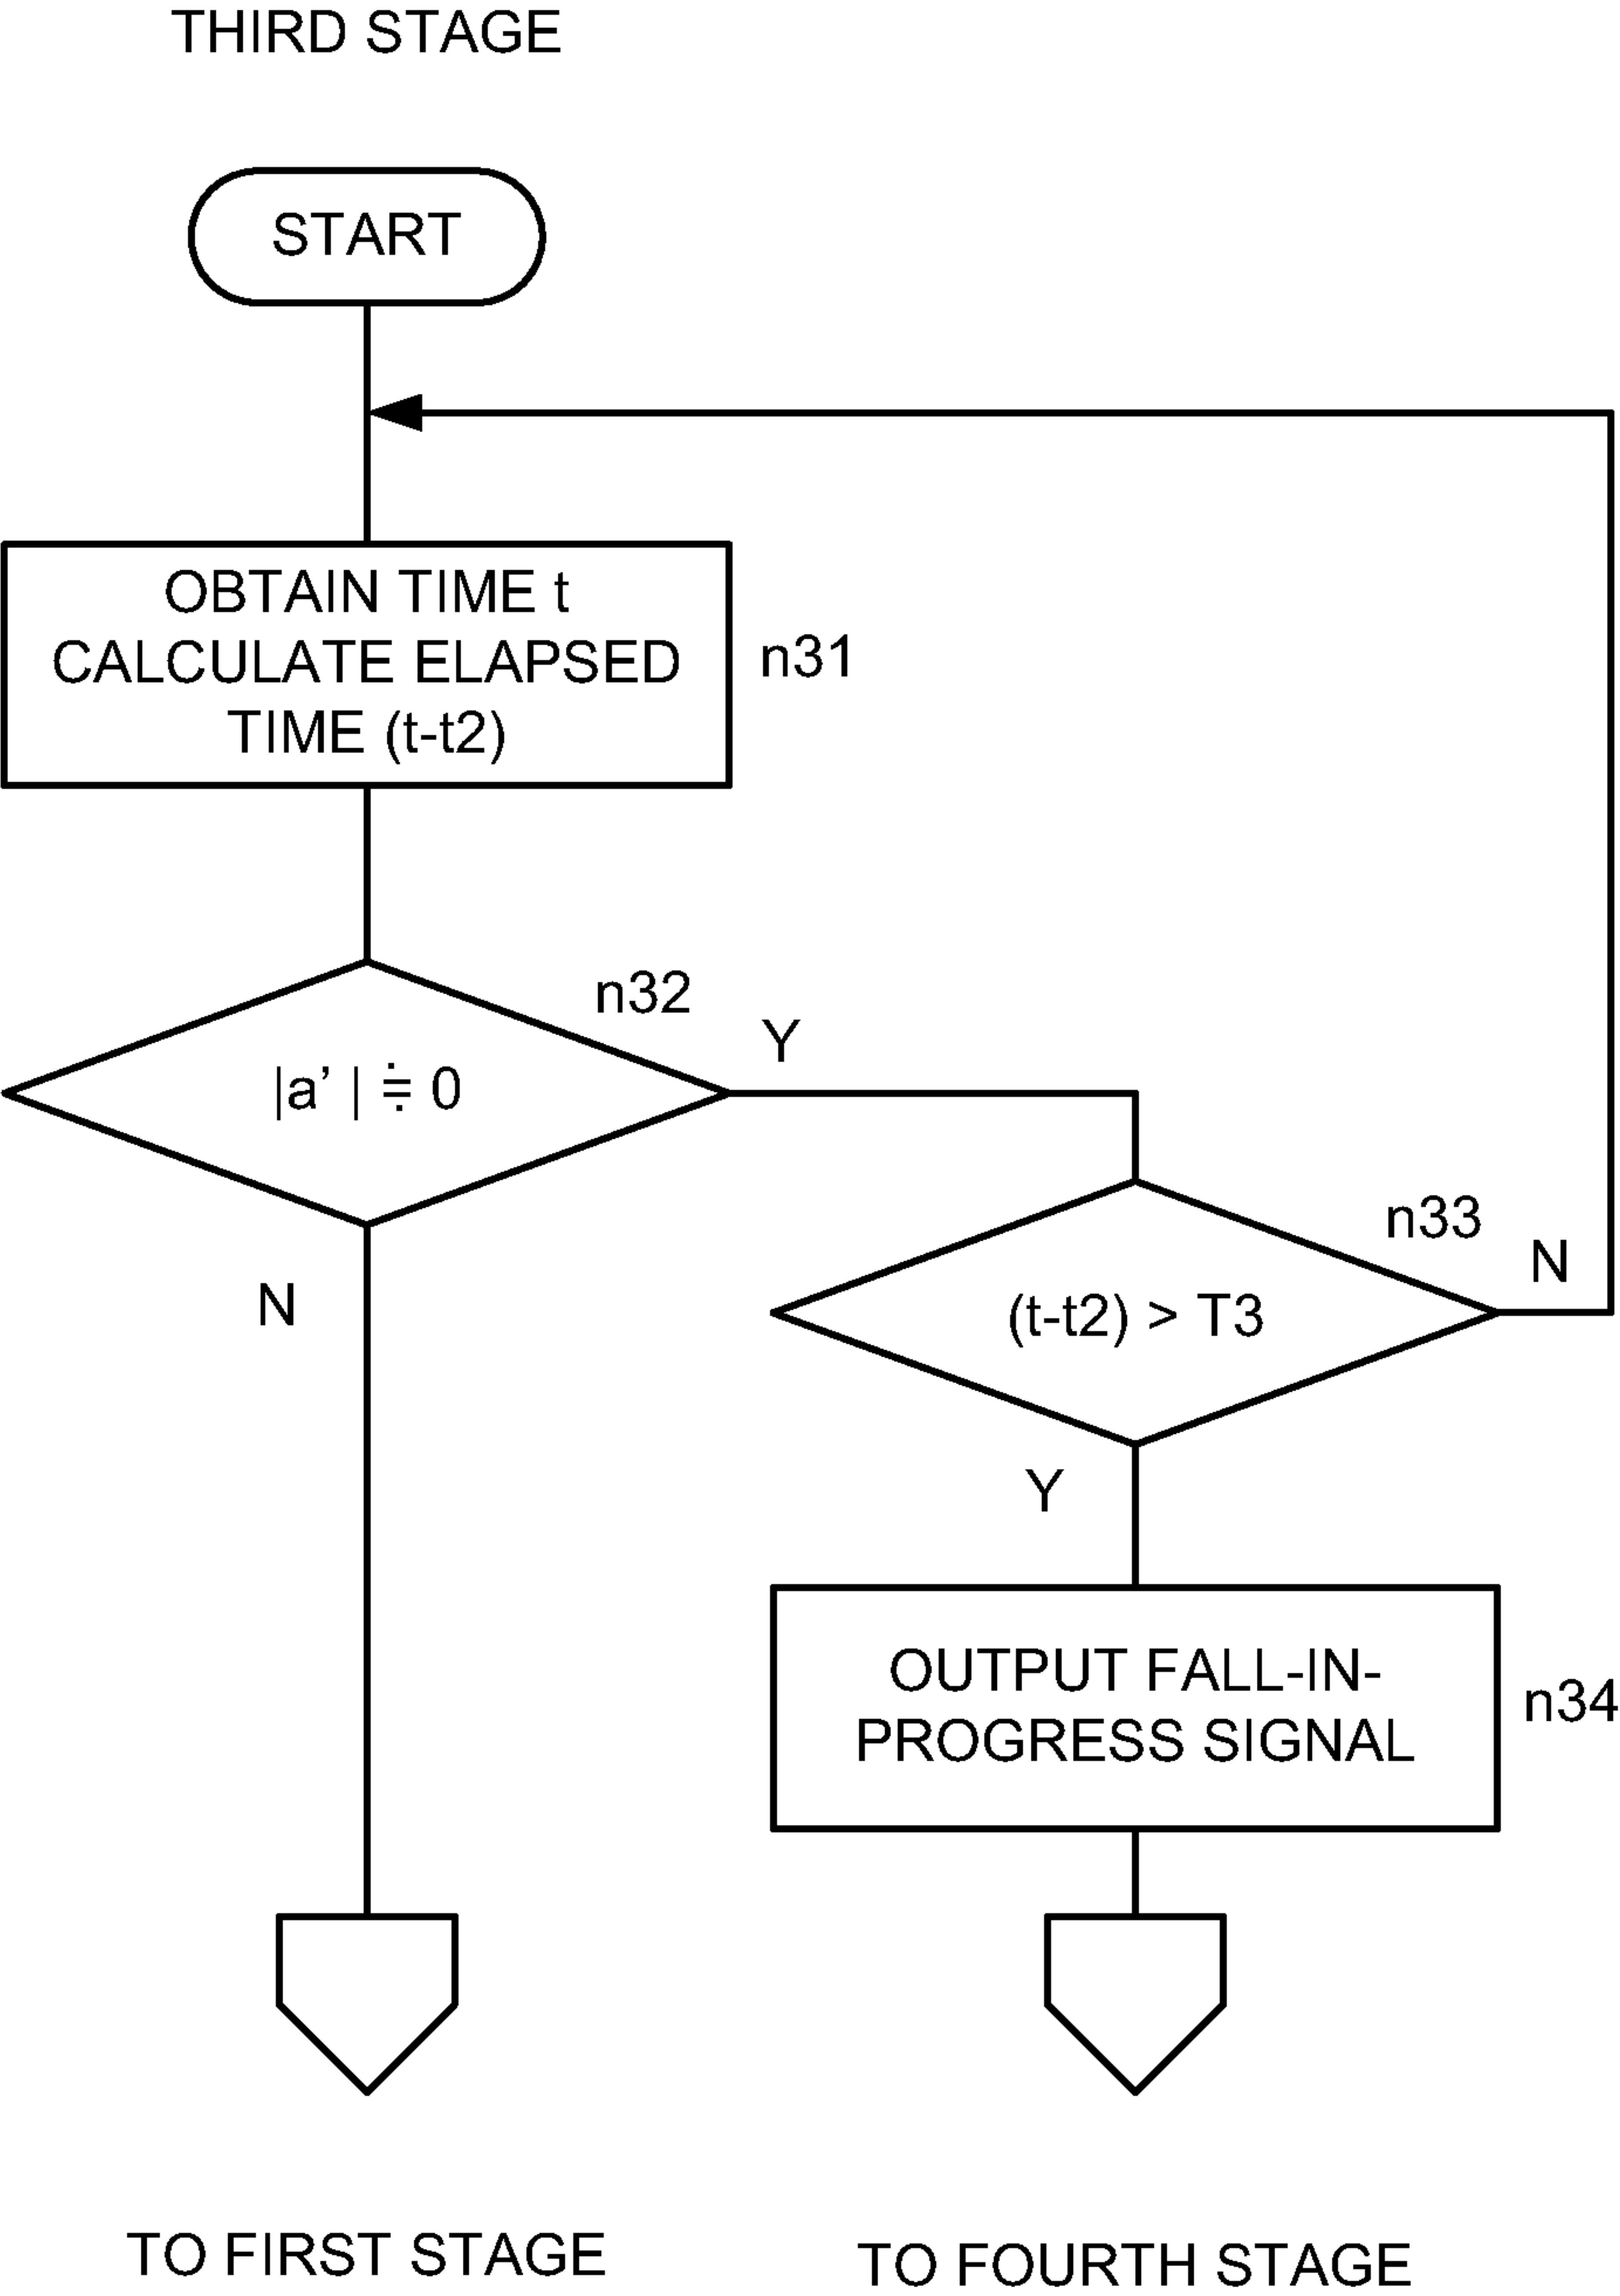 THIRD STAGE
START
OBTAIN TIME t
CALCULATE ELAPSED
TIME (t-t2)
n31
n32
|a’ | ≑ 0
Y
N
n33
(t-t2) > T3
N
Y
OUTPUT FALL-IN-
PROGRESS SIGNAL
n34
TO FIRST STAGE
TO FOURTH STAGE